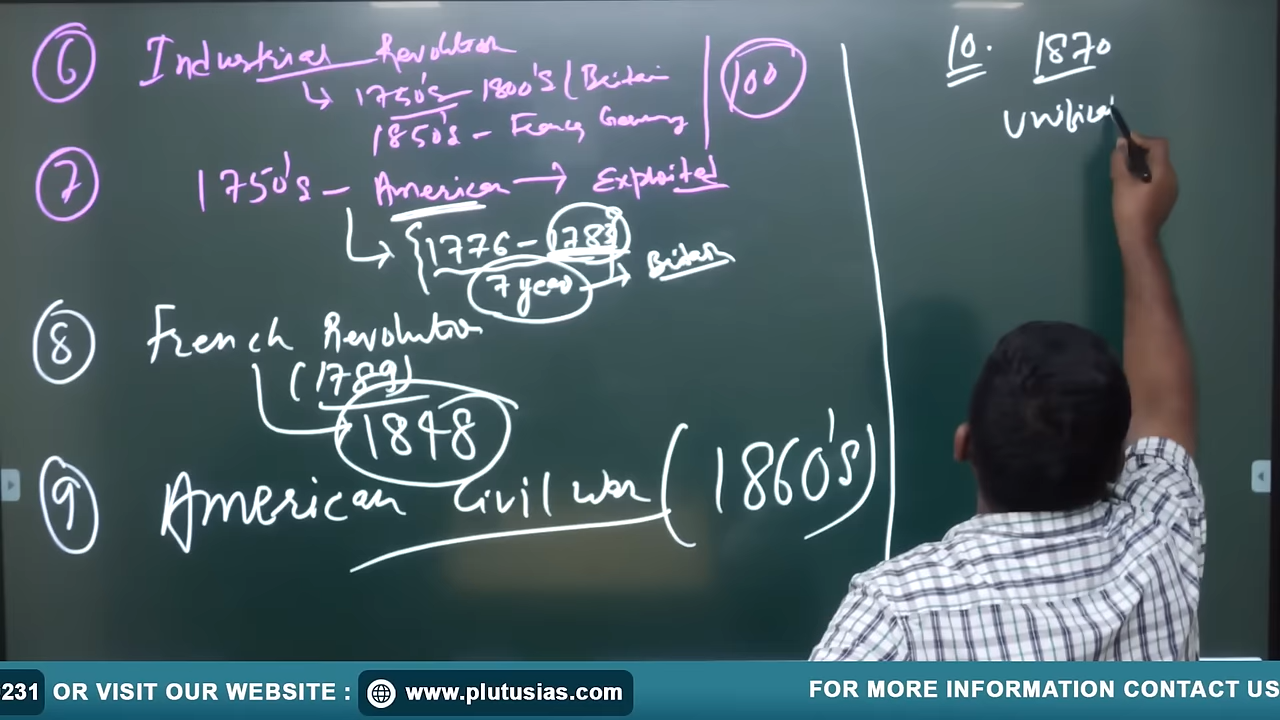 6 Industrial Revolution
↳ 1750's - 1800's (Britain
1850's - France, Germany
100
7 1750's - American → Exploited
1776 - 1783
7 year → Britain
8 French Revolution
(1789)
1848
9 American Civil War (1860's)
10. 1870
Unificat
231 OR VISIT OUR WEBSITE : www.plutusias.com FOR MORE INFORMATION CONTACT US